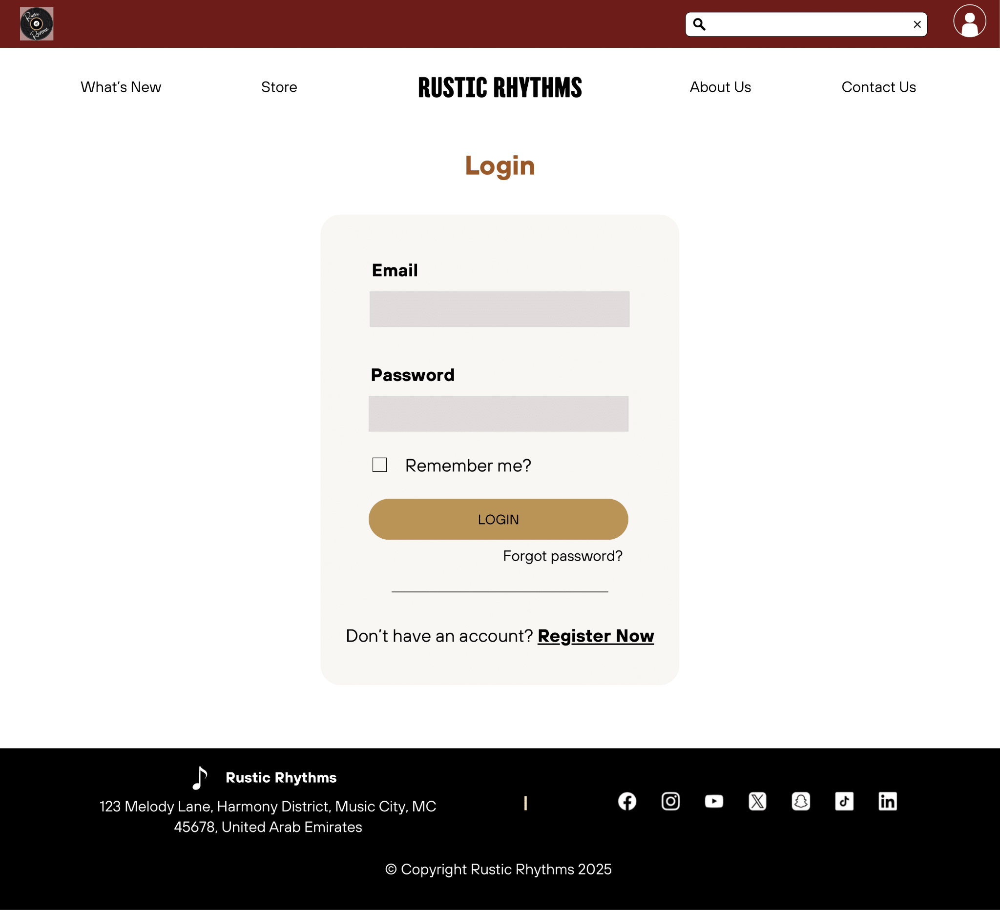 Rustic
Rhythms
What's New
Store
RUSTIC RHYTHMS
About Us
Contact Us
Login
Email
Password
Remember me?
LOGIN
Forgot password?
Don't have an account? Register Now
Rustic Rhythms
123 Melody Lane, Harmony District, Music City, MC
45678, United Arab Emirates
© Copyright Rustic Rhythms 2025